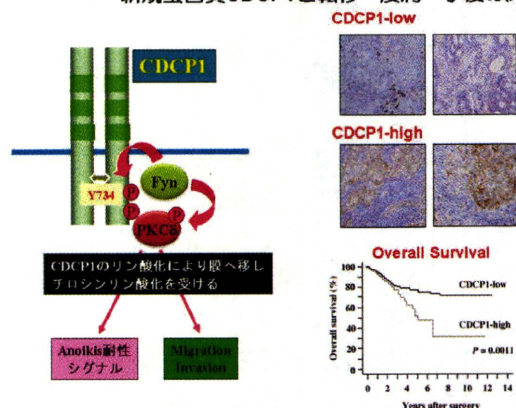 CDCP1
Y734
Fyn
P
P
P
PKCδ
CDCP1のリン酸化により膜へ移し
チロシンリン酸化を受ける
Anoikis耐性
シグナル
Migration
Invasion
CDCP1-low
CDCP1-high
Overall Survival
Overall survival (%)
100
80
60
40
20
0
CDCP1-low
CDCP1-high
P = 0.0011
0 2 4 6 8 10 12 14
Years after surgery